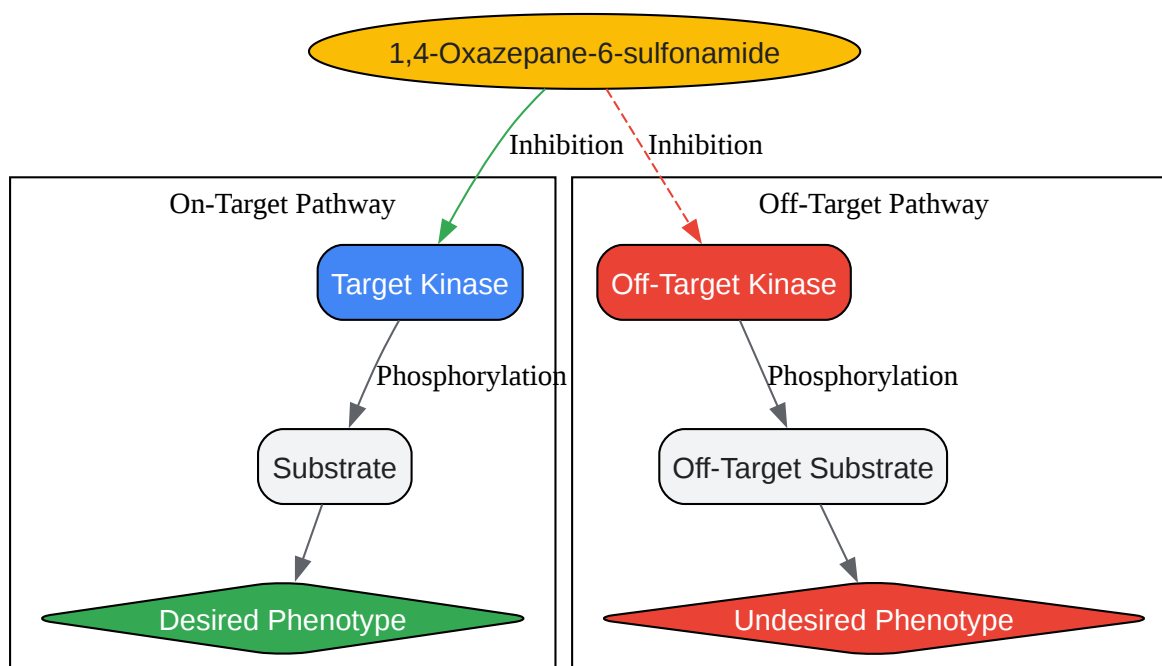 1,4-Oxazepane-6-sulfonamide
Inhibition
Inhibition
On-Target Pathway
Off-Target Pathway
Target Kinase
Off-Target Kinase
Phosphorylation
Phosphorylation
Substrate
Off-Target Substrate
Desired Phenotype
Undesired Phenotype